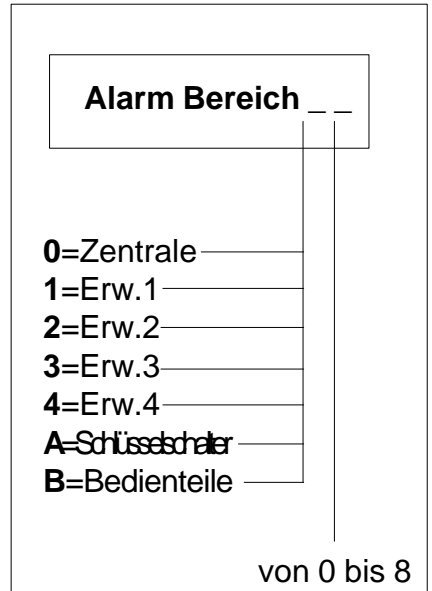 Alarm Bereich _ _
0=Zentrale
1=Erw.1
2=Erw.2
3=Erw.3
4=Erw.4
A=Schlüsselschalter
B=Bedienteile
von 0 bis 8